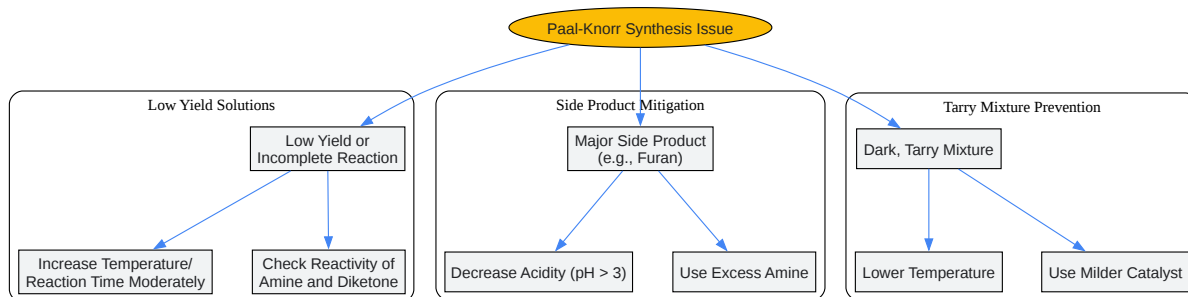 Paal-Knorr Synthesis Issue
Low Yield Solutions
Low Yield or
Incomplete Reaction
Increase Temperature/
Reaction Time Moderately
Check Reactivity of
Amine and Diketone
Side Product Mitigation
Major Side Product
(e.g., Furan)
Decrease Acidity (pH > 3)
Use Excess Amine
Tarry Mixture Prevention
Dark, Tarry Mixture
Lower Temperature
Use Milder Catalyst